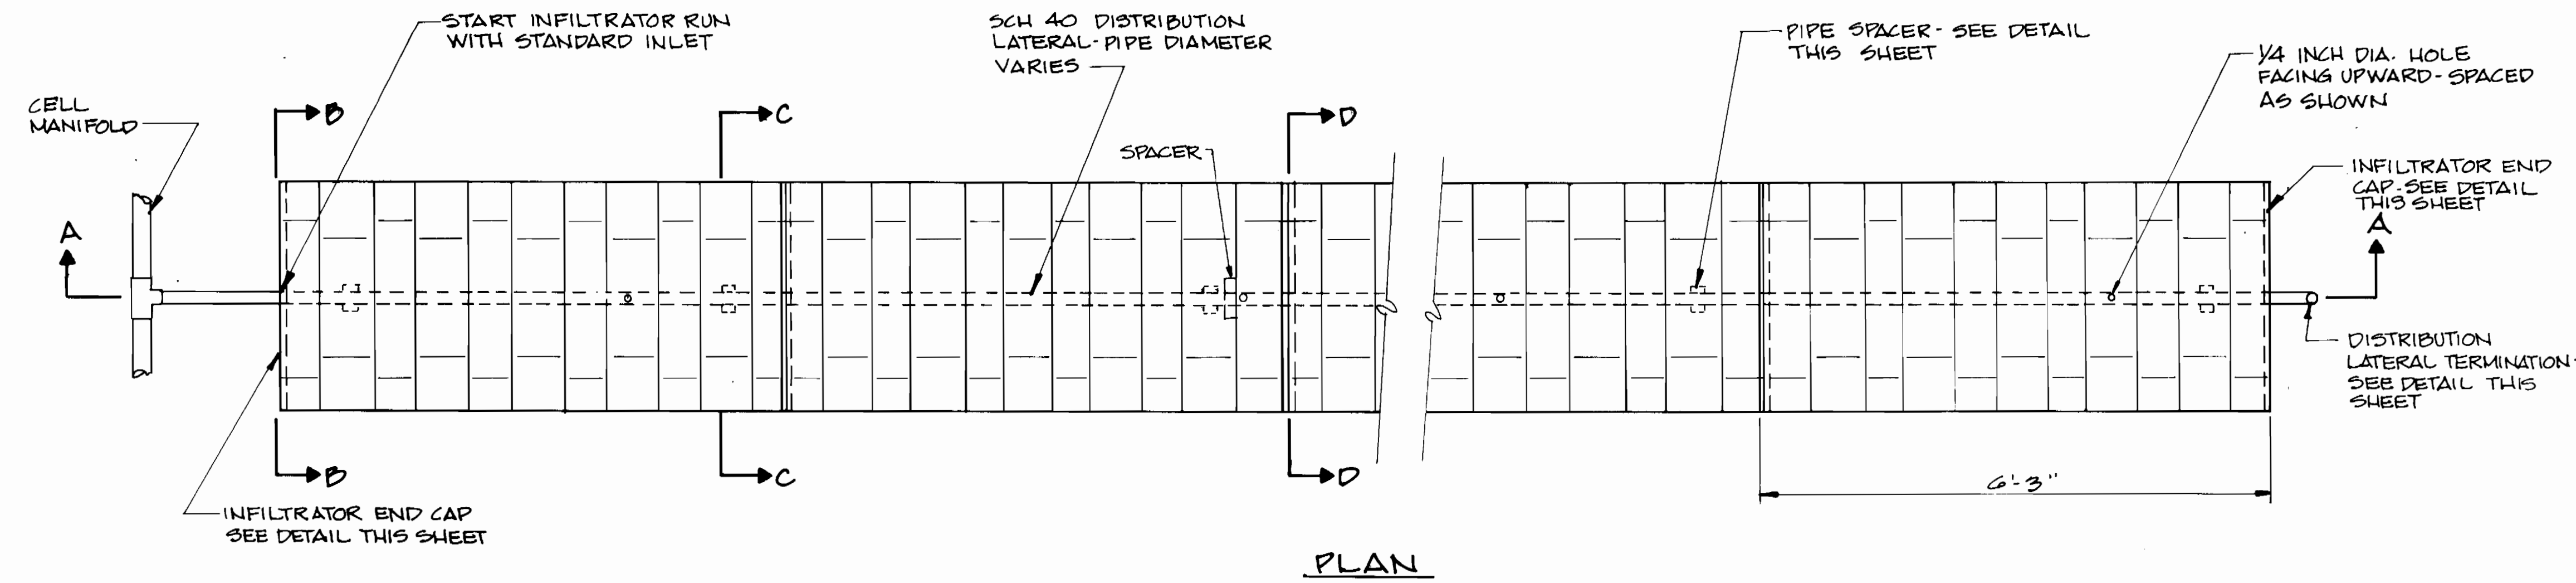 START INFILTRATOR RUN
WITH STANDARD INLET
SCH 40 DISTRIBUTION
LATERAL-PIPE DIAMETER
VARIES
PIPE SPACER - SEE DETAIL
THIS SHEET
1/4 INCH DIA. HOLE
FACING UPWARD - SPACED
AS SHOWN
CELL
MANIFOLD
B
C
D
SPACER
INFILTRATOR END
CAP-SEE DETAIL
THIS SHEET
A
A
DISTRIBUTION
LATERAL TERMINATION-
SEE DETAIL THIS
SHEET
B
C
D
6'-3"
INFILTRATOR END CAP
SEE DETAIL THIS SHEET
PLAN